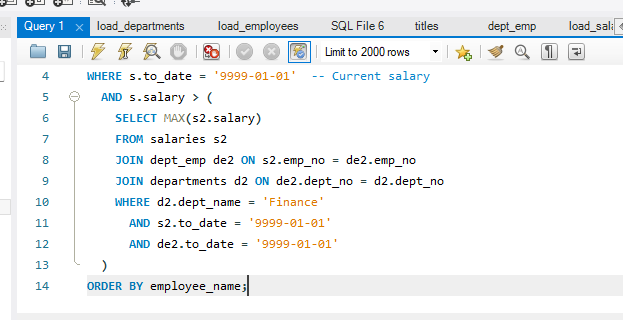 Query 1 load_departments load_employees SQL File 6 titles dept_emp
Limit to 2000 rows
4 WHERE s.to_date = '9999-01-01' -- Current salary
5 AND s.salary > (
6 SELECT MAX(s2.salary)
7 FROM salaries s2
8 JOIN dept_emp de2 ON s2.emp_no = de2.emp_no
9 JOIN departments d2 ON de2.dept_no = d2.dept_no
10 WHERE d2.dept_name = 'Finance'
11 AND s2.to_date = '9999-01-01'
12 AND de2.to_date = '9999-01-01'
13 )
14 ORDER BY employee_name;